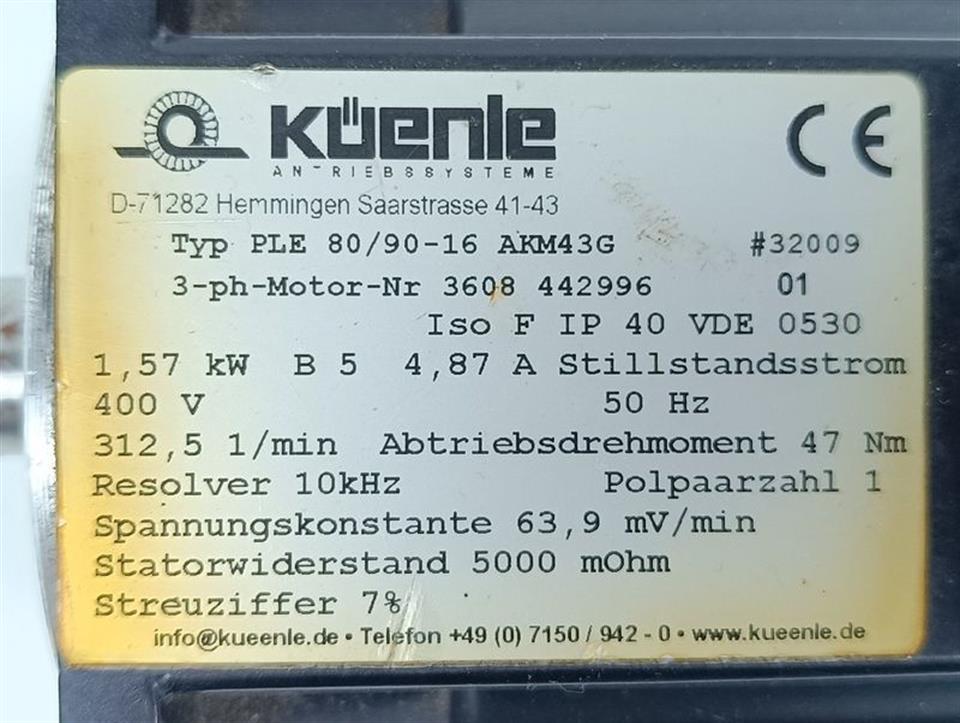 KÜENLE
ANTRIEBSSYSTEME
CE
D-71282 Hemmingen Saarstrasse 41-43
Typ PLE 80/90-16 AKM43G #32009
3-ph-Motor-Nr 3608 442996 01
Iso F IP 40 VDE 0530
1,57 kW B 5 4,87 A Stillstandsstrom
400 V 50 Hz
312,5 1/min Abtriebsdrehmoment 47 Nm
Resolver 10kHz Polpaarzahl 1
Spannungskonstante 63,9 mV/min
Statorwiderstand 5000 mOhm
Streuziffer 7%
info@kueenle.de • Telefon +49 (0) 7150 / 942 - 0 • www.kueenle.de